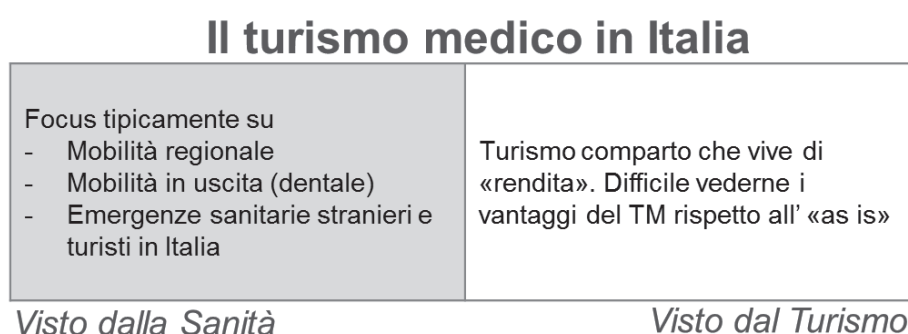 Il turismo medico in Italia
Focus tipicamente su
- Mobilità regionale
- Mobilità in uscita (dentale)
- Emergenze sanitarie stranieri e
turisti in Italia
Turismo comparto che vive di
«rendita». Difficile vederne i
vantaggi del TM rispetto all’ «as is»
Visto dalla Sanità
Visto dal Turismo